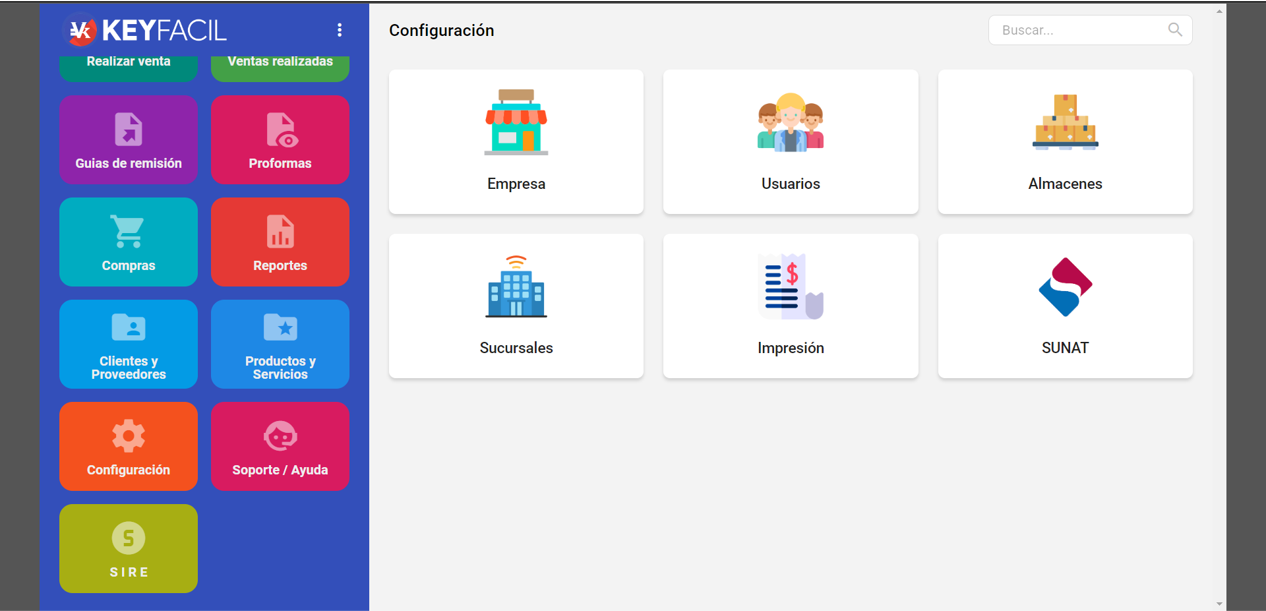 KEYFACIL
Realizar venta
Ventas realizadas
Guias de remisión
Proformas
Compras
Reportes
Clientes y
Proveedores
Productos y
Servicios
Configuración
Soporte / Ayuda
S
SIRE
Configuración
Buscar...
Empresa
Usuarios
Almacenes
Sucursales
$
Impresión
SUNAT